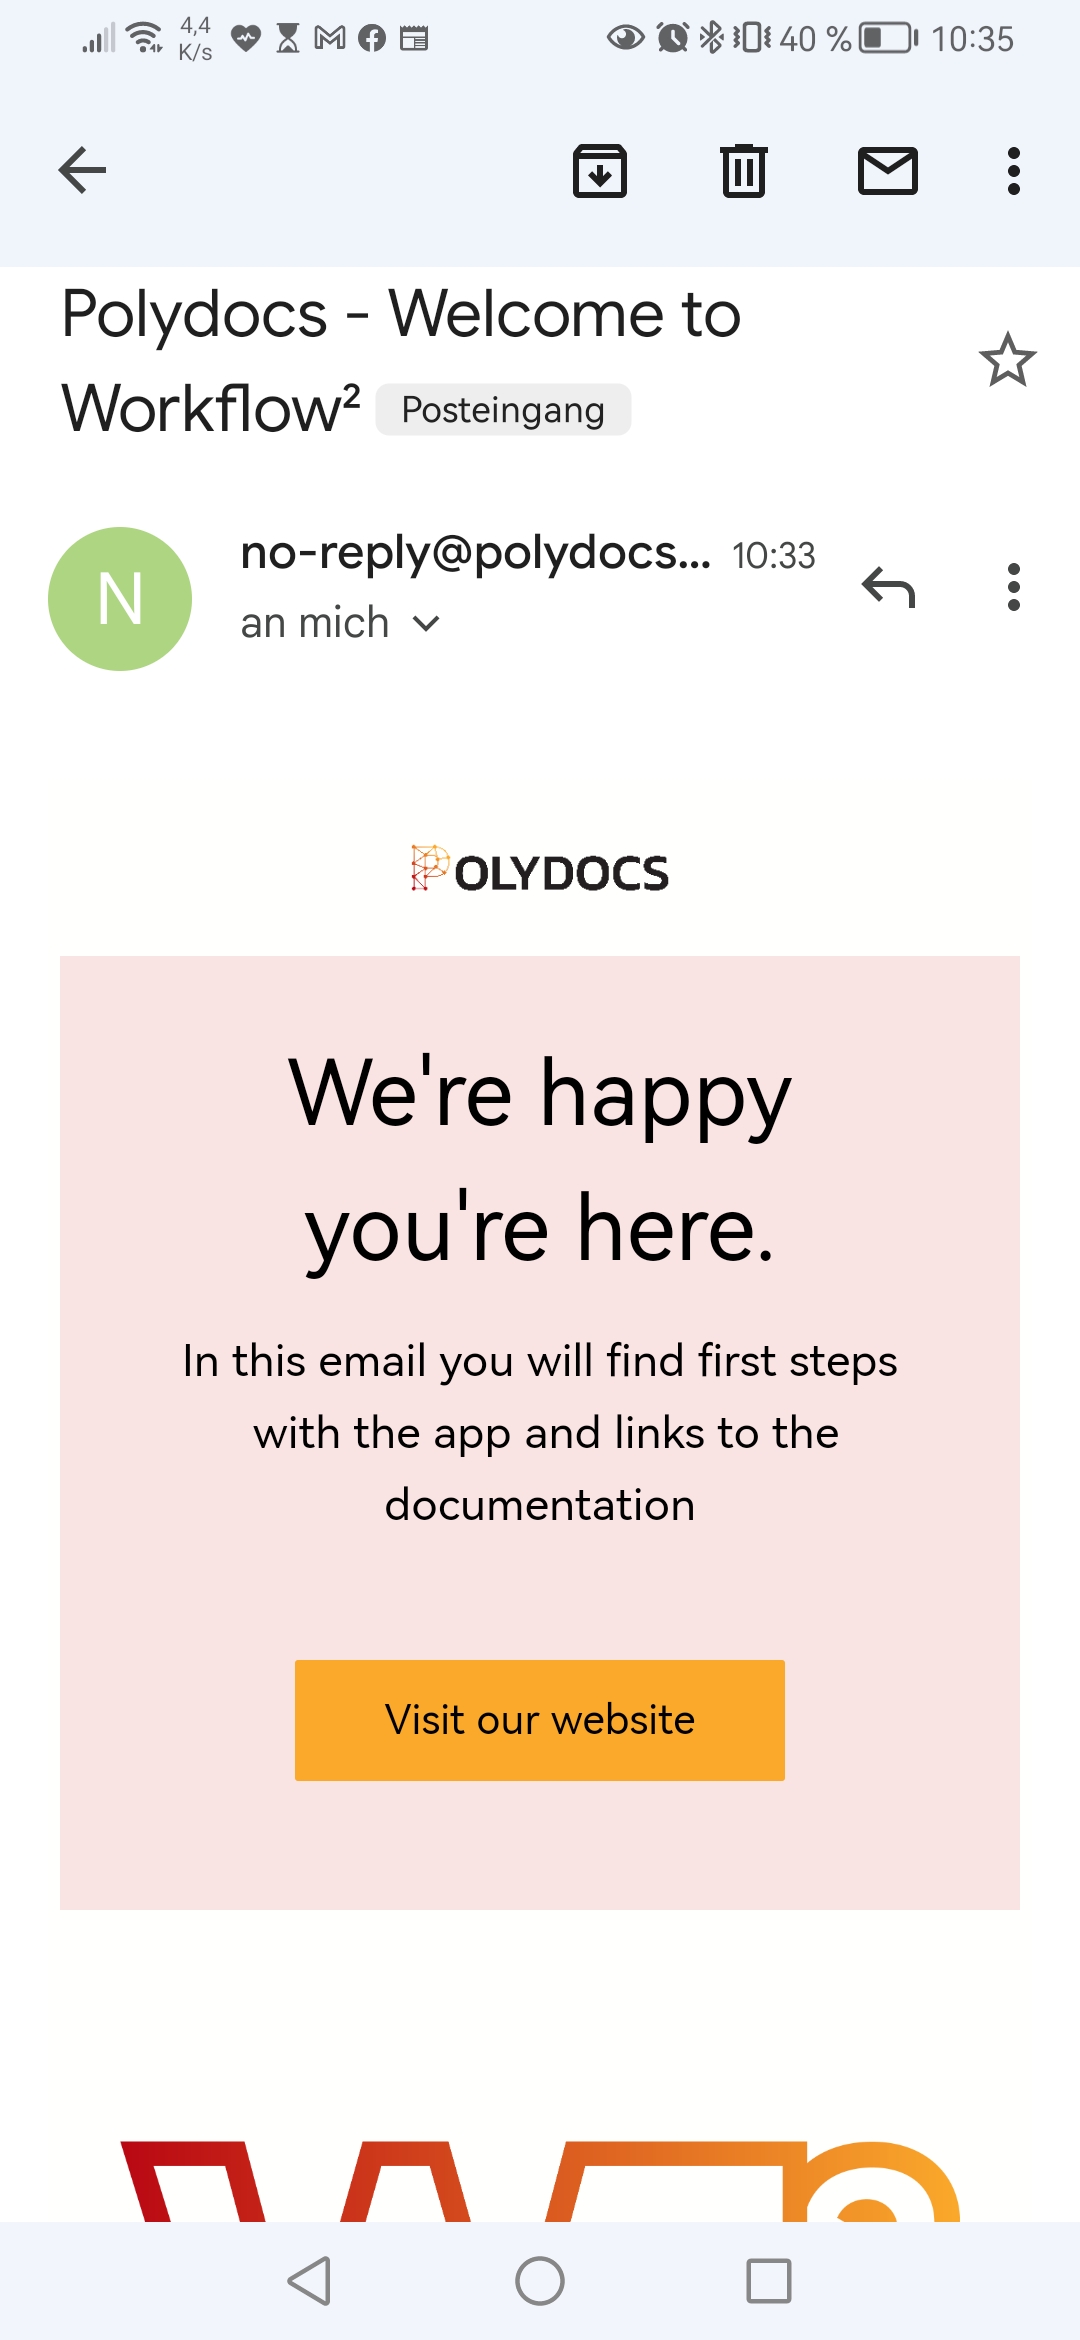 4,4
K/s
40 %
10:35
Polydocs - Welcome to
Workflow² Posteingang
N
no-reply@polydocs... 10:33
an mich
POLYDOCS
We're happy
you're here.
In this email you will find first steps
with the app and links to the
documentation
Visit our website